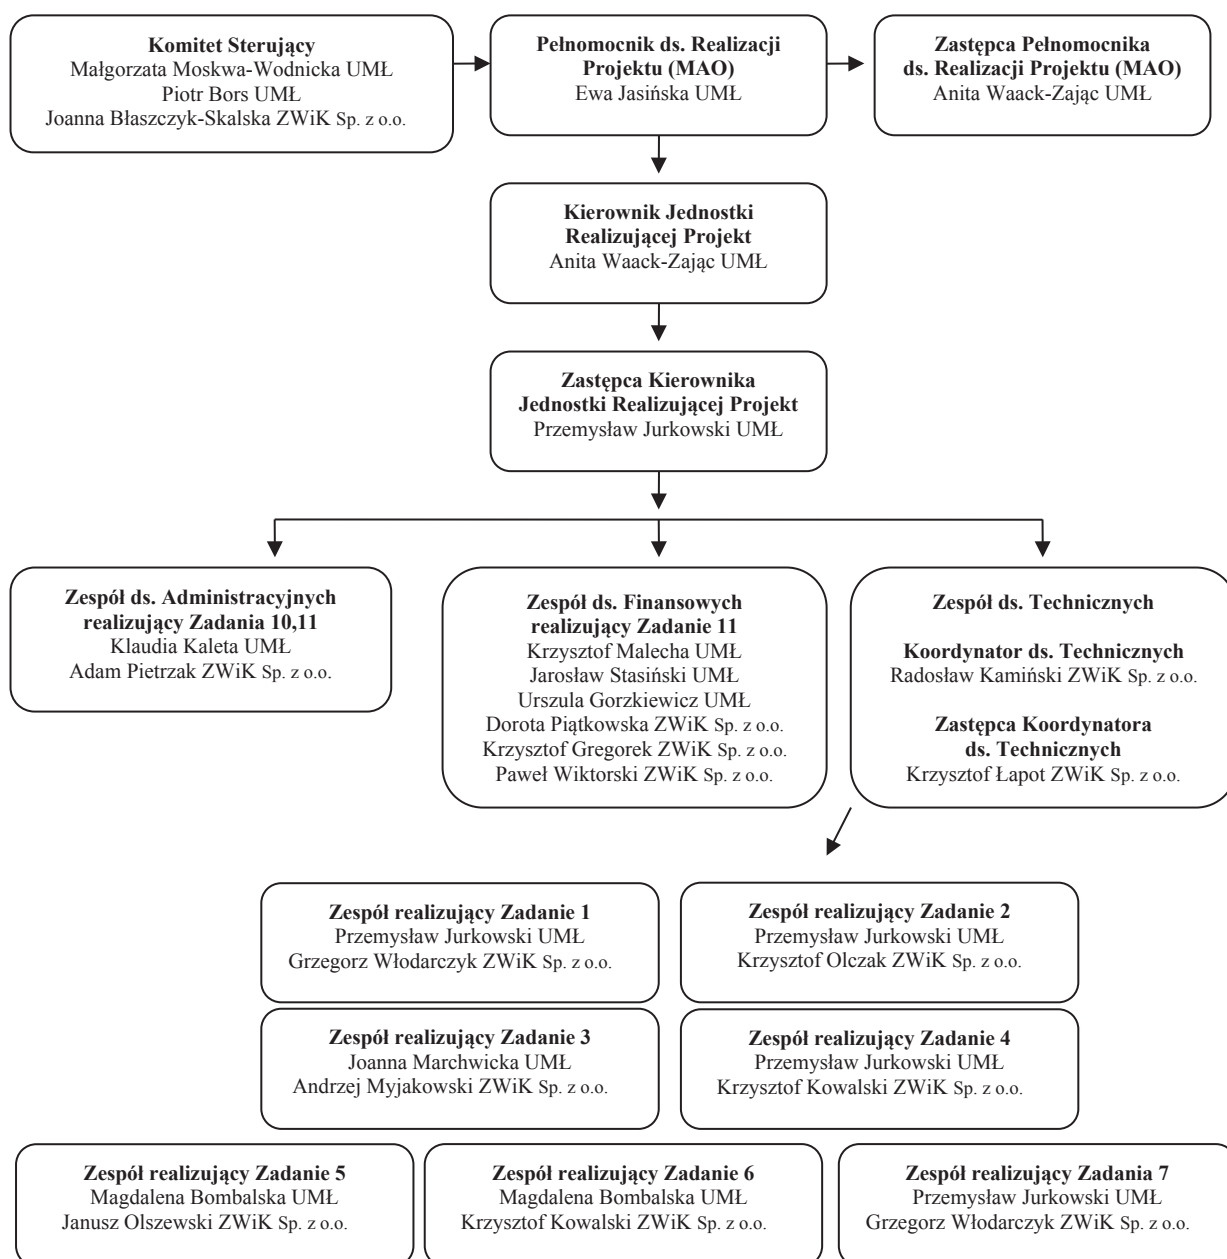 Komitet Sterujący
Małgorzata Moskwa-Wodnicka UMŁ
Piotr Bors UMŁ
Joanna Błaszczyk-Skalska ZWiK Sp. z o.o.
Pełnomocnik ds. Realizacji
Projektu (MAO)
Ewa Jasińska UMŁ
Zastępca Pełnomocnika
ds. Realizacji Projektu (MAO)
Anita Waack-Zając UMŁ
Kierownik Jednostki
Realizującej Projekt
Anita Waack-Zając UMŁ
Zastępca Kierownika
Jednostki Realizującej Projekt
Przemysław Jurkowski UMŁ
Zespół ds. Administracyjnych
realizujący Zadania 10,11
Klaudia Kaleta UMŁ
Adam Pietrzak ZWiK Sp. z o.o.
Zespół ds. Finansowych
realizujący Zadanie 11
Krzysztof Malecha UMŁ
Jarosław Stasiński UMŁ
Urszula Gorzkiewicz UMŁ
Dorota Piątkowska ZWiK Sp. z o.o.
Krzysztof Gregorek ZWiK Sp. z o.o.
Paweł Wiktorski ZWiK Sp. z o.o.
Zespół ds. Technicznych
Koordynator ds. Technicznych
Radosław Kamiński ZWiK Sp. z o.o.
Zastępca Koordynatora
ds. Technicznych
Krzysztof Łapot ZWiK Sp. z o.o.
Zespół realizujący Zadanie 1
Przemysław Jurkowski UMŁ
Grzegorz Włodarczyk ZWiK Sp. z o.o.
Zespół realizujący Zadanie 2
Przemysław Jurkowski UMŁ
Krzysztof Olczak ZWiK Sp. z o.o.
Zespół realizujący Zadanie 3
Joanna Marchwicka UMŁ
Andrzej Myjakowski ZWiK Sp. z o.o.
Zespół realizujący Zadanie 4
Przemysław Jurkowski UMŁ
Krzysztof Kowalski ZWiK Sp. z o.o.
Zespół realizujący Zadanie 5
Magdalena Bombalska UMŁ
Janusz Olszewski ZWiK Sp. z o.o.
Zespół realizujący Zadanie 6
Magdalena Bombalska UMŁ
Krzysztof Kowalski ZWiK Sp. z o.o.
Zespół realizujący Zadania 7
Przemysław Jurkowski UMŁ
Grzegorz Włodarczyk ZWiK Sp. z o.o.